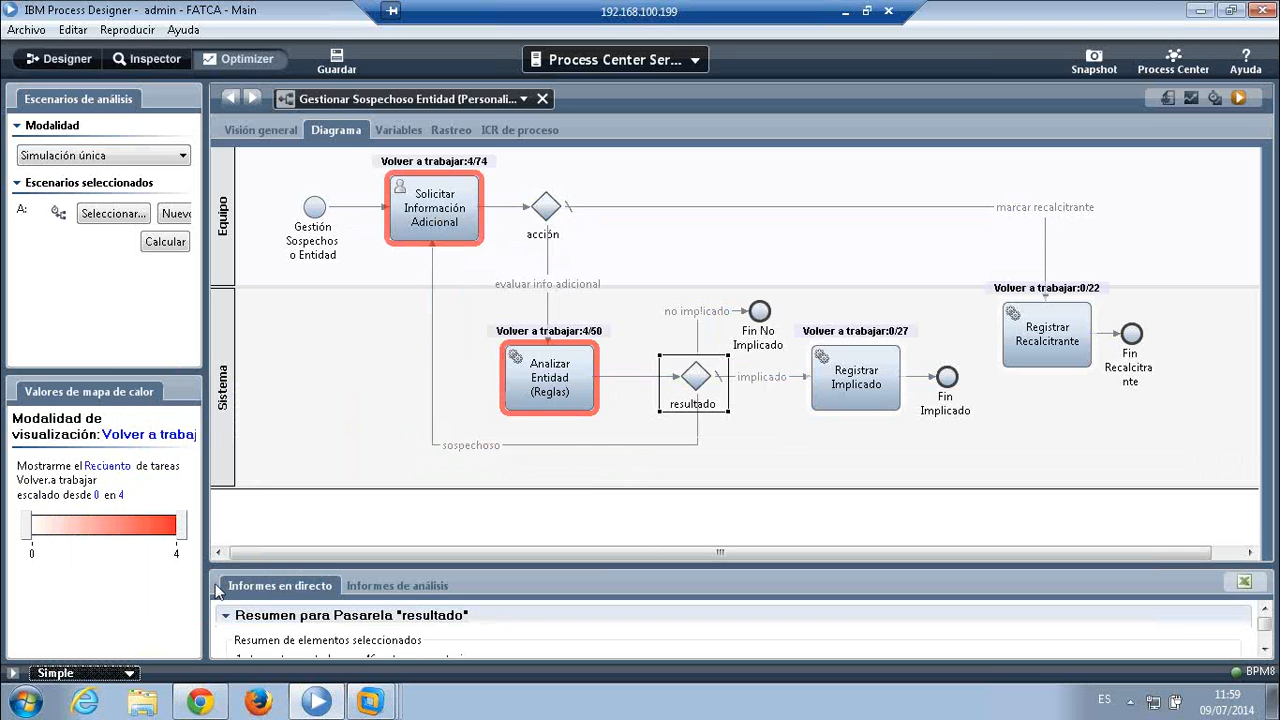 IBM Process Designer - admin - FATCA - Main
192.168.100.199
Archivo Editar Reproducir Ayuda
Designer Inspector Optimizer
Guardar
Process Center Ser...
Snapshot Process Center Ayuda
Escenarios de análisis
Modalidad
Simulación única
Escenarios seleccionados
A: Seleccionar... Nuevo
Calcular
Valores de mapa de calor
Modalidad de
visualización: Volver a trabaj
Mostrarme el Recuento de tareas
Volver.a trabajar
escalado desde 0 en 4
0 4
Gestionar Sospechoso Entidad (Personali...
Visión general Diagrama Variables Rastreo ICR de proceso
Equipo
Volver a trabajar:4/74
Gestión
Sospechos
o Entidad
Solicitar
Información
Adicional
acción
marcar recalcitrante
evaluar info adicional
Sistema
Volver a trabajar:4/50
Analizar
Entidad
(Reglas)
no implicado
Fin No
Implicado
resultado
implicado
sospechoso
Volver a trabajar:0/27
Registrar
Implicado
Fin
Implicado
Volver a trabajar:0/22
Registrar
Recalcitrante
Fin
Recalcitra
nte
Informes en directo Informes de análisis
Resumen para Pasarela "resultado"
Resumen de elementos seleccionados
Simple
BPM8
ES
11:59
09/07/2014